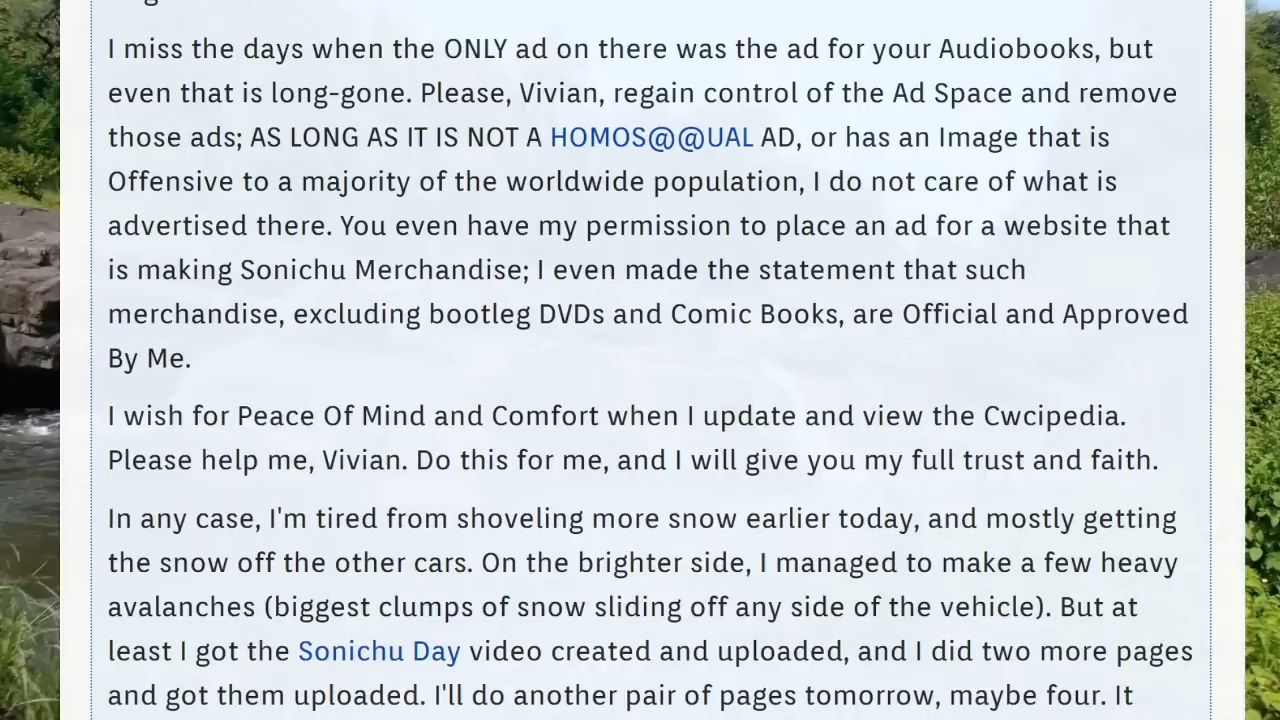 I miss the days when the ONLY ad on there was the ad for your Audiobooks, but
even that is long-gone. Please, Vivian, regain control of the Ad Space and remove
those ads; AS LONG AS IT IS NOT A HOMOS@@UAL AD, or has an Image that is
Offensive to a majority of the worldwide population, I do not care of what is
advertised there. You even have my permission to place an ad for a website that
is making Sonichu Merchandise; I even made the statement that such
merchandise, excluding bootleg DVDs and Comic Books, are Official and Approved
By Me.
I wish for Peace Of Mind and Comfort when I update and view the Cwcipedia.
Please help me, Vivian. Do this for me, and I will give you my full trust and faith.
In any case, I'm tired from shoveling more snow earlier today, and mostly getting
the snow off the other cars. On the brighter side, I managed to make a few heavy
avalanches (biggest clumps of snow sliding off any side of the vehicle). But at
least I got the Sonichu Day video created and uploaded, and I did two more pages
and got them uploaded. I'll do another pair of pages tomorrow, maybe four. It